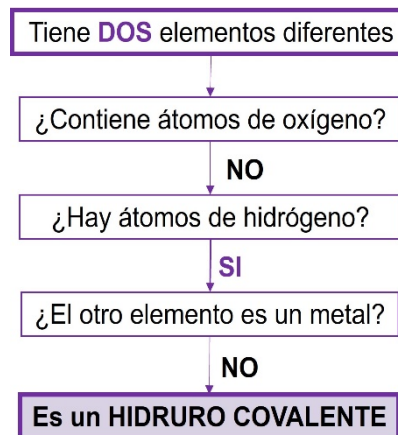 Tiene DOS elementos diferentes
¿Contiene átomos de oxígeno?
NO
¿Hay átomos de hidrógeno?
SI
¿El otro elemento es un metal?
NO
Es un HIDRURO COVALENTE